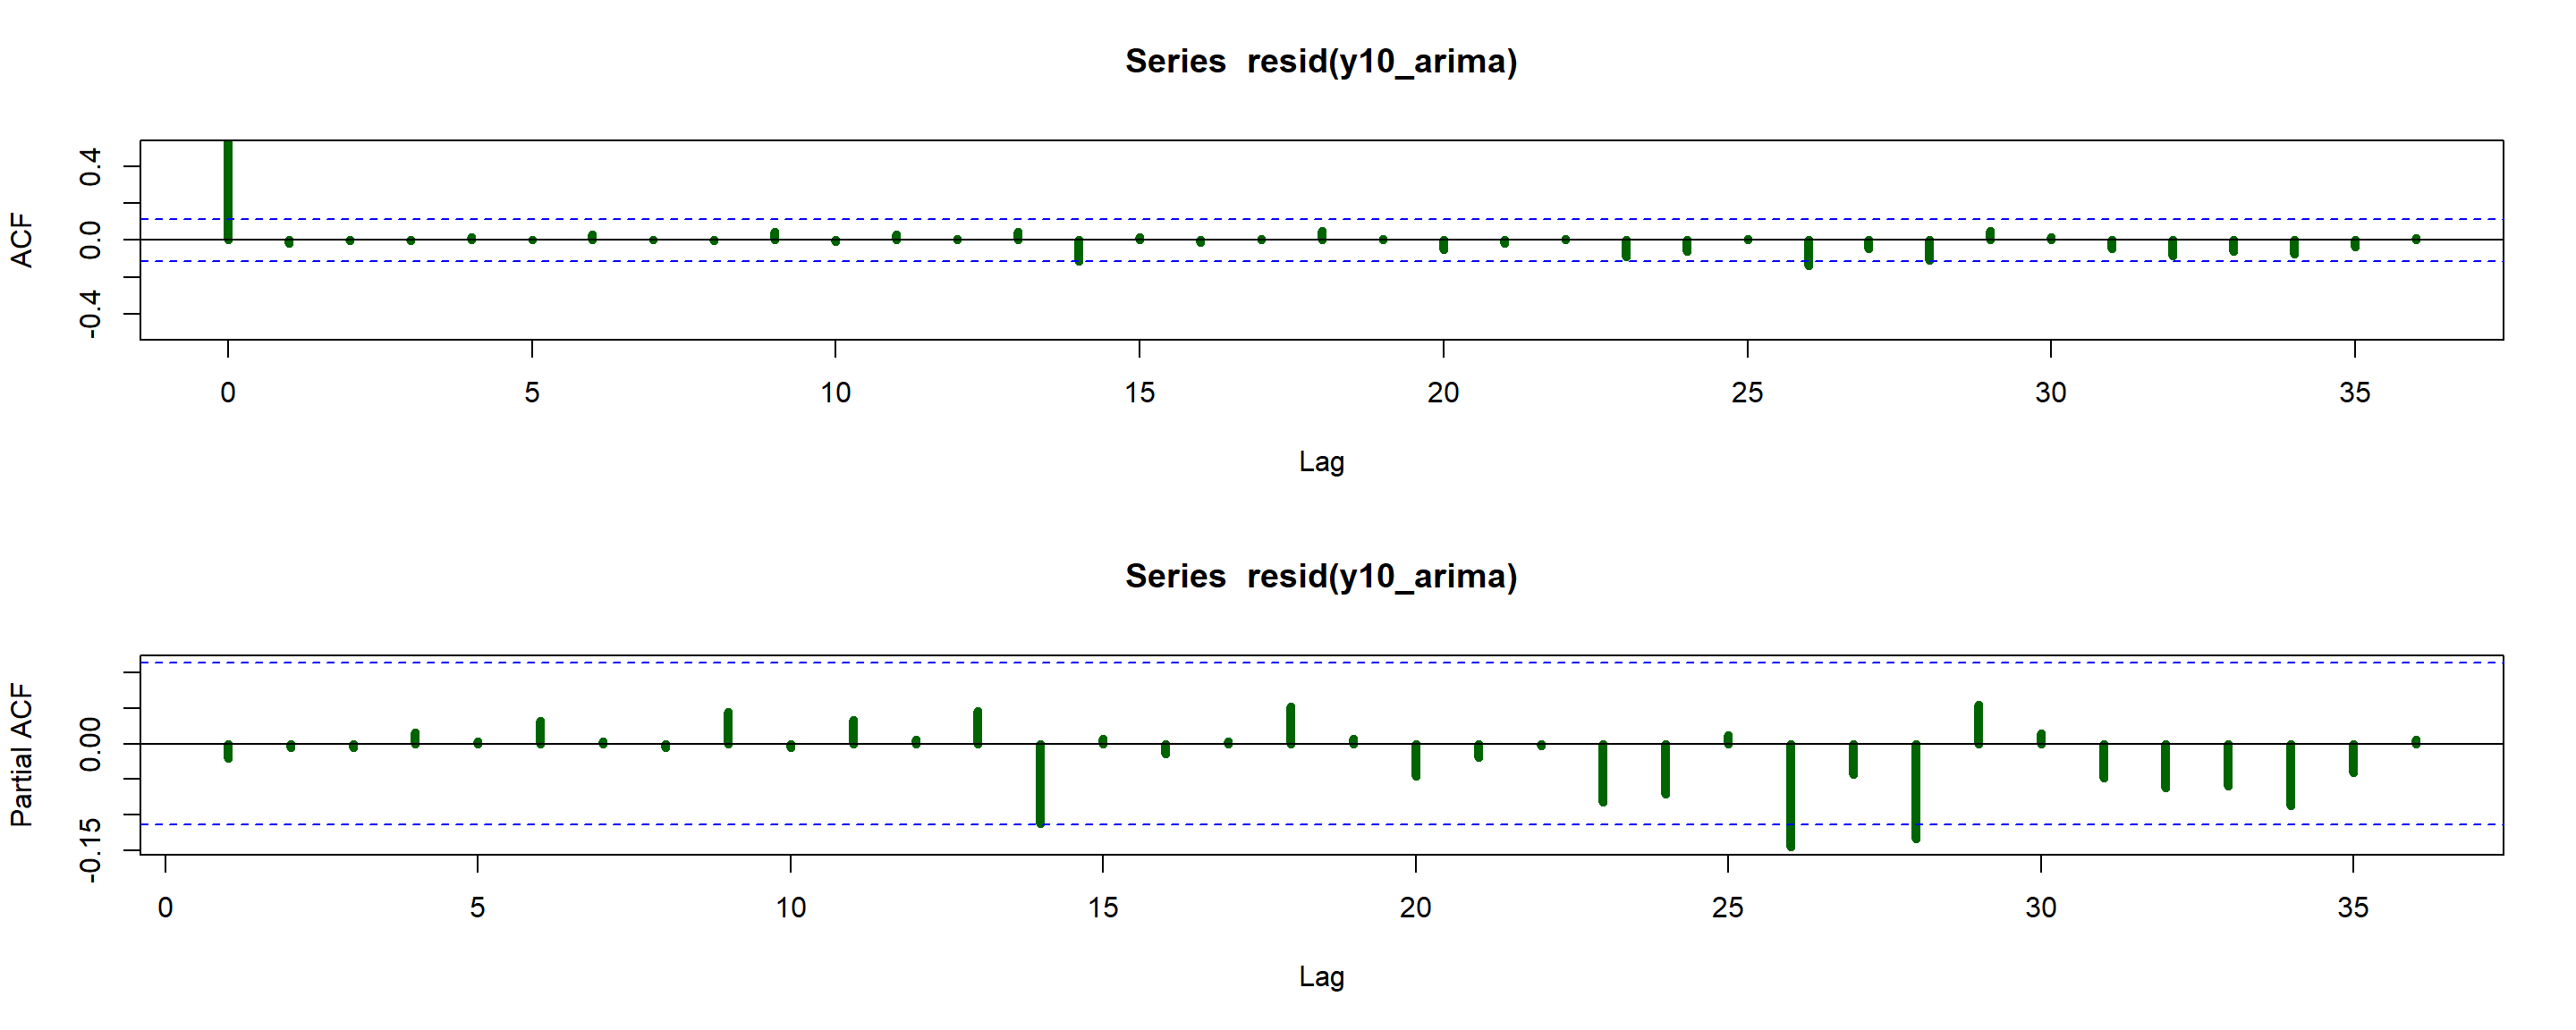 Series  resid(y10_arima)
ACF
0.4
0.0
-0.4
0 5 10 15 20 25 30 35
Lag
Series  resid(y10_arima)
Partial ACF
0.00
-0.15
0 5 10 15 20 25 30 35
Lag